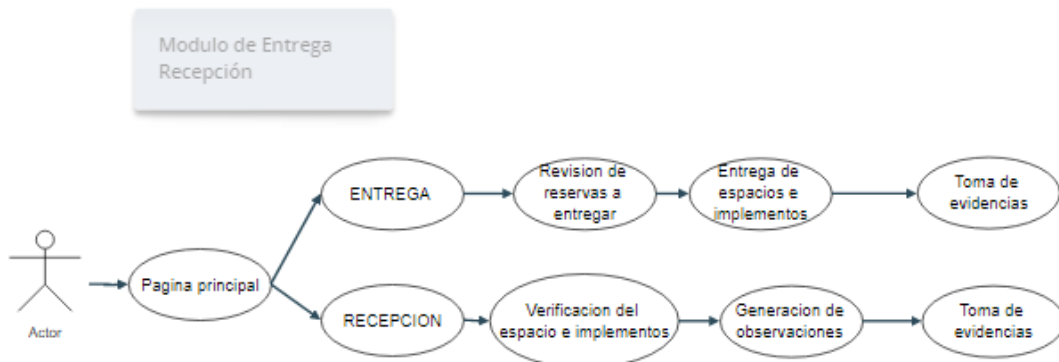 Modulo de Entrega
Recepción
ENTREGA
Revision de
reservas a
entregar
Entrega de
espacios e
implementos
Toma de
evidencias
Actor
Pagina principal
RECEPCION
Verificacion del
espacio e implementos
Generacion de
observaciones
Toma de
evidencias